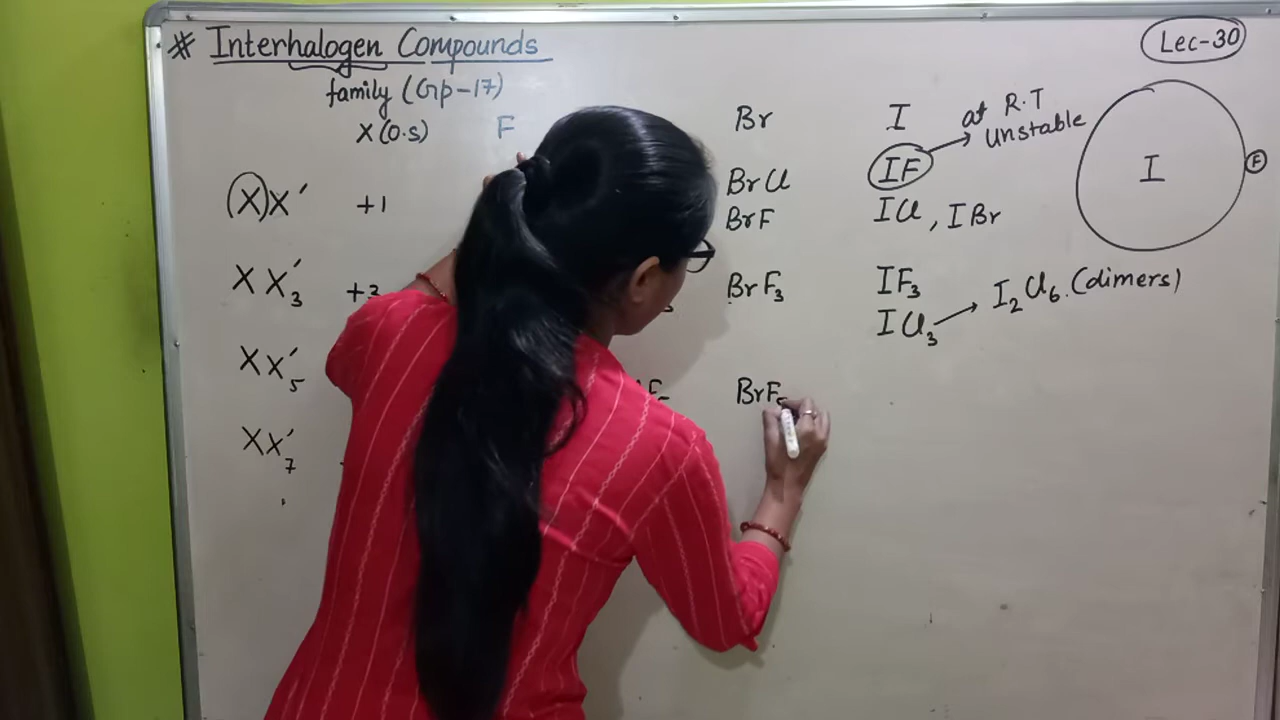 # Interhalogen Compounds
Lec-30
family (Grp-17)
X (O.S) F Br I at R.T Unstable
IF
I F
(X)X′ +1 BrCl ICl, IBr
BrF
XX′₃ +3 BrF₃ IF₃
ICl₃ → I₂Cl₆. (dimers)
XX′₅ BrF₅
XX′₇